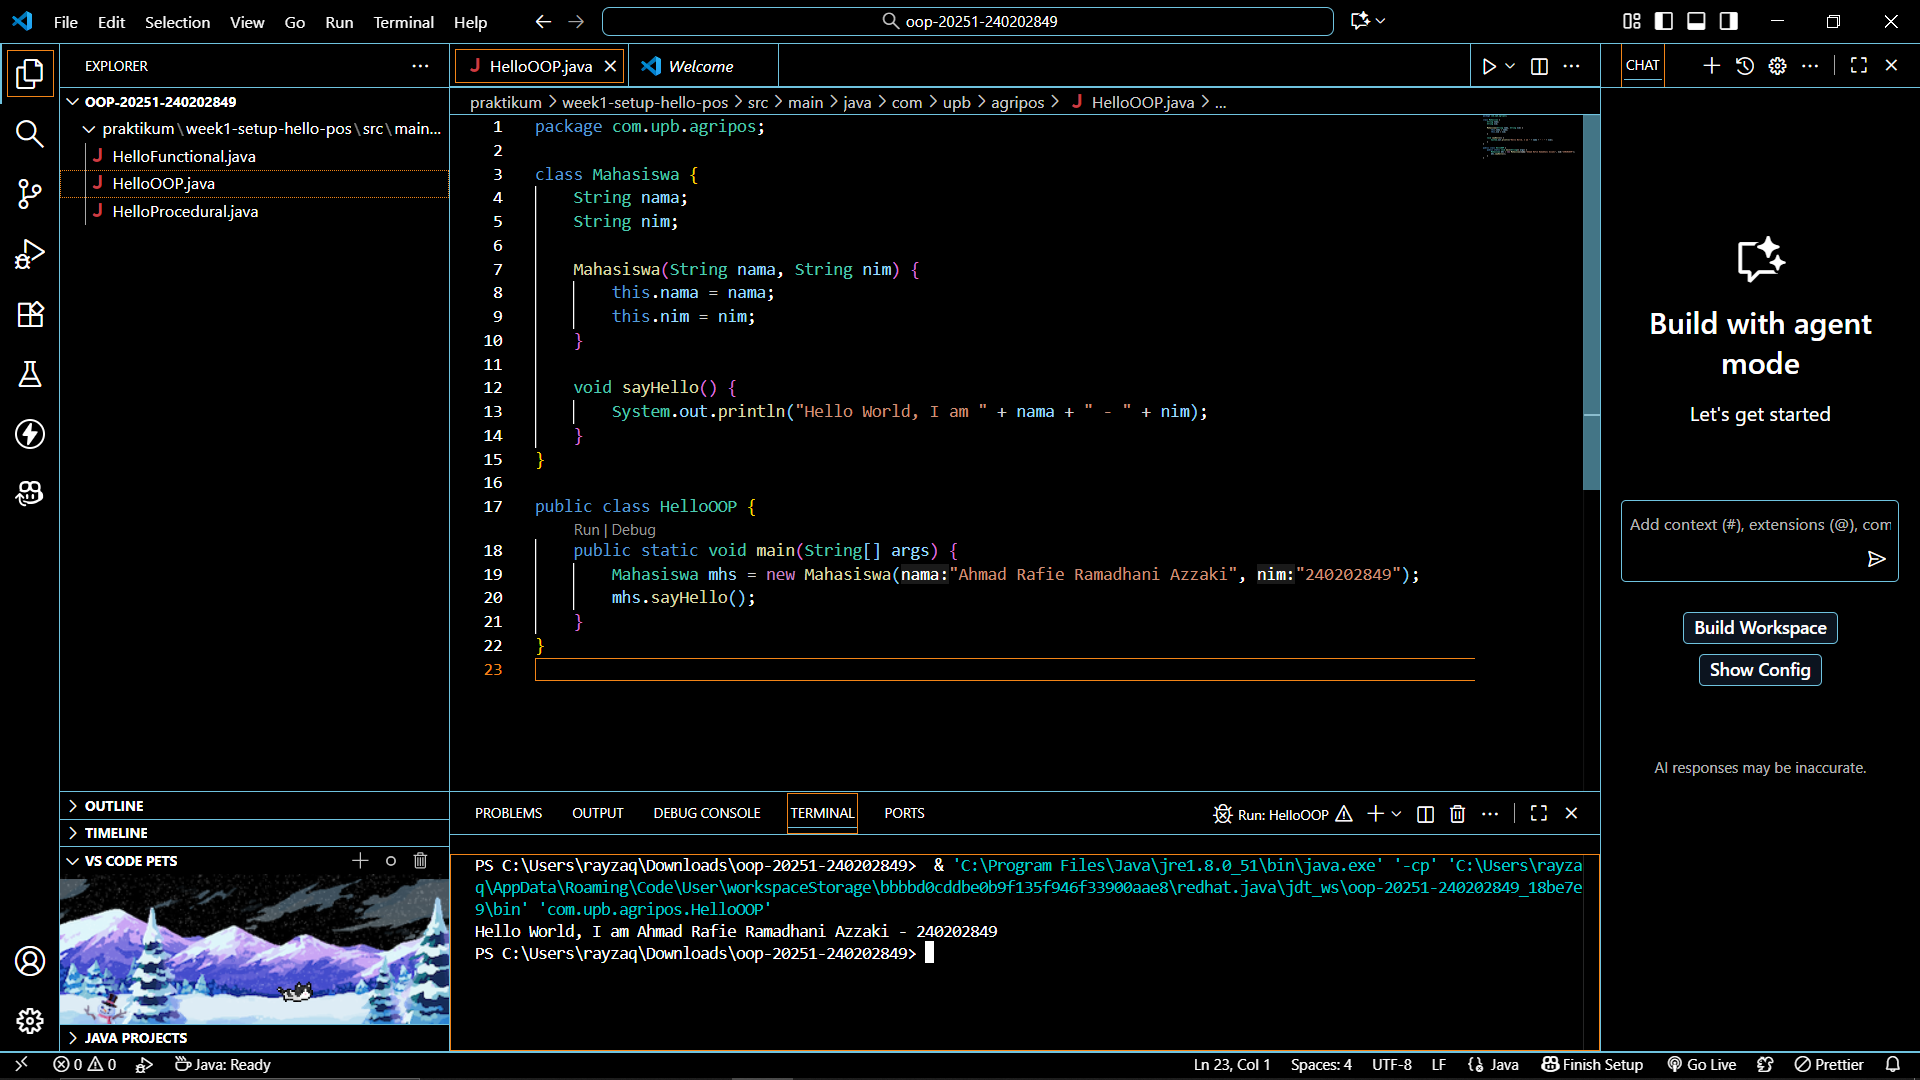 File Edit Selection View Go Run Terminal Help
oop-20251-240202849
EXPLORER
OOP-20251-240202849
praktikum\week1-setup-hello-pos\src\main...
HelloFunctional.java
HelloOOP.java
HelloProcedural.java
OUTLINE
TIMELINE
VS CODE PETS
JAVA PROJECTS
HelloOOP.java
Welcome
praktikum > week1-setup-hello-pos > src > main > java > com > upb > agripos > HelloOOP.java > ...
1 package com.upb.agripos;
2
3 class Mahasiswa {
4 String nama;
5 String nim;
6
7 Mahasiswa(String nama, String nim) {
8 this.nama = nama;
9 this.nim = nim;
10 }
11
12 void sayHello() {
13 System.out.println("Hello World, I am " + nama + " - " + nim);
14 }
15 }
16
17 public class HelloOOP {
Run | Debug
18 public static void main(String[] args) {
19 Mahasiswa mhs = new Mahasiswa(nama:"Ahmad Rafie Ramadhani Azzaki", nim:"240202849");
20 mhs.sayHello();
21 }
22 }
23
PROBLEMS OUTPUT DEBUG CONSOLE TERMINAL PORTS
Run: HelloOOP
PS C:\Users\rayzaq\Downloads\oop-20251-240202849> & 'C:\Program Files\Java\jre1.8.0_51\bin\java.exe' '-cp' 'C:\Users\rayza
q\AppData\Roaming\Code\User\workspaceStorage\bbbbd0cddbe0b9f135f946f33900aae8\redhat.java\jdt_ws\oop-20251-240202849_18be7e
9\bin' 'com.upb.agripos.HelloOOP'
Hello World, I am Ahmad Rafie Ramadhani Azzaki - 240202849
PS C:\Users\rayzaq\Downloads\oop-20251-240202849>
CHAT
Build with agent
mode
Let's get started
Add context (#), extensions (@), com
Build Workspace
Show Config
AI responses may be inaccurate.
0 0 Java: Ready
Ln 23, Col 1 Spaces: 4 UTF-8 LF Java Finish Setup Go Live Prettier